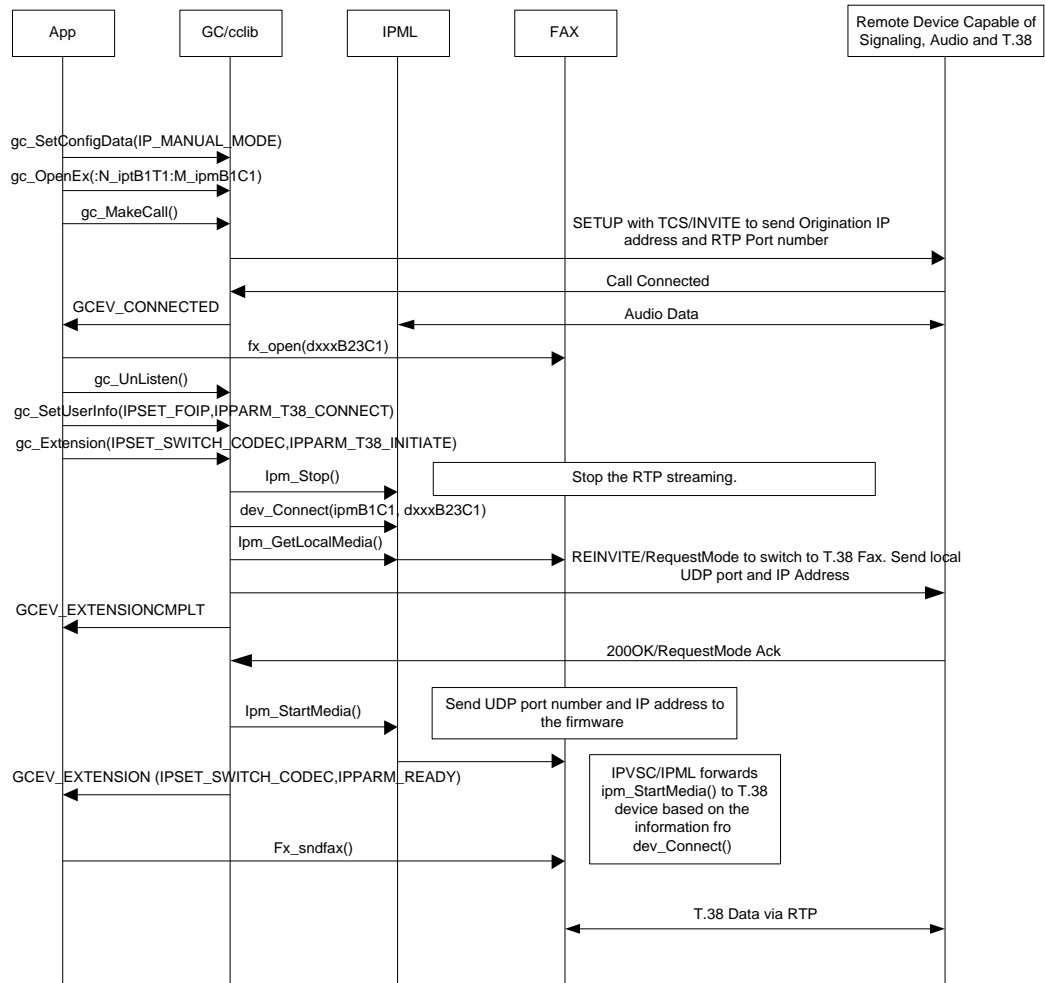 App
GC/cclib
IPML
FAX
Remote Device Capable of
Signaling, Audio and T.38
gc_SetConfigData(IP_MANUAL_MODE)
gc_OpenEx(:N_iptB1T1:M_ipmB1C1)
gc_MakeCall()
SETUP with TCS/INVITE to send Origination IP
address and RTP Port number
Call Connected
GCEV_CONNECTED
Audio Data
fx_open(dxxxB23C1)
gc_UnListen()
gc_SetUserInfo(IPSET_FOIP,IPPARM_T38_CONNECT)
gc_Extension(IPSET_SWITCH_CODEC,IPPARM_T38_INITIATE)
Ipm_Stop()
Stop the RTP streaming.
dev_Connect(ipmB1C1, dxxxB23C1)
Ipm_GetLocalMedia()
REINVITE/RequestMode to switch to T.38 Fax. Send local
UDP port and IP Address
GCEV_EXTENSIONCMPLT
200OK/RequestMode Ack
Ipm_StartMedia()
Send UDP port number and IP address to
the firmware
GCEV_EXTENSION (IPSET_SWITCH_CODEC,IPPARM_READY)
IPVSC/IPML forwards
ipm_StartMedia() to T.38
device based on the
information fro
dev_Connect()
Fx_sndfax()
T.38 Data via RTP